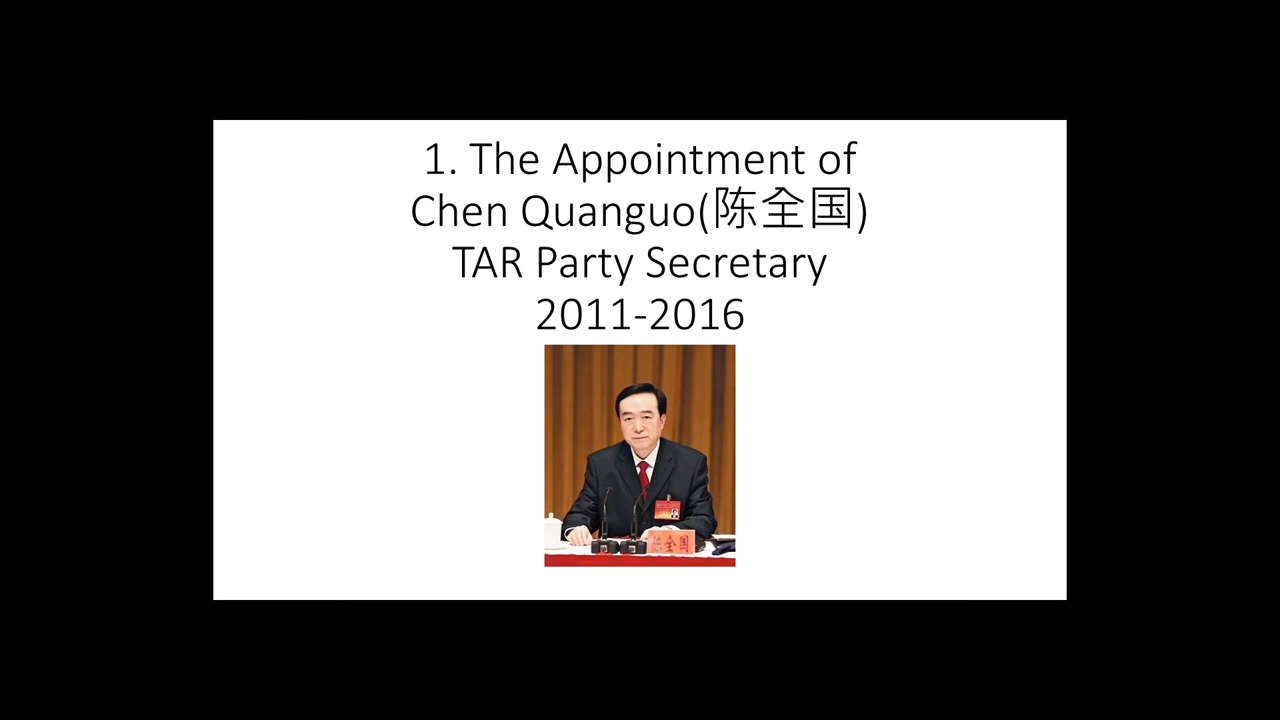 1. The Appointment of
Chen Quanguo(陈全国)
TAR Party Secretary
2011-2016
陈全国